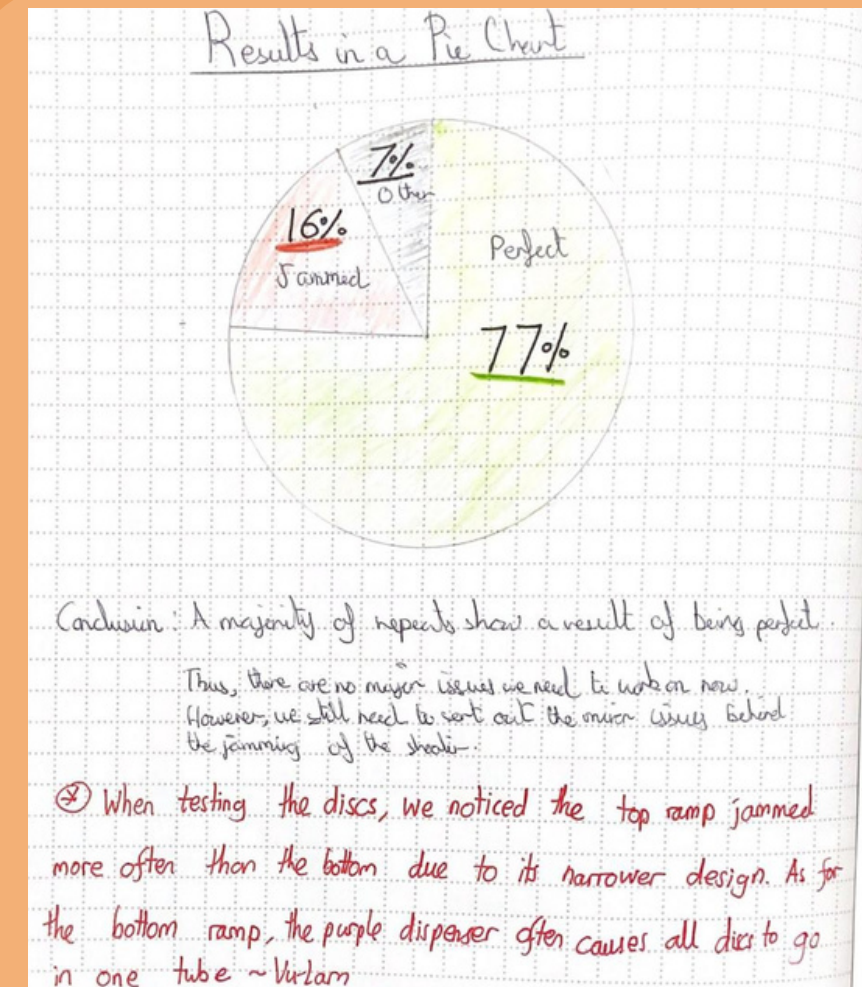 Results in a Pie Chart
7%
Other
16%
Jammed
Perfect
77%
Conclusion: A majority of repeats show a result of being perfect.
Thus, there are no major issues we need to work on now.
However, we still need to sort out the minor issues behind
the jamming of the shooter.
* When testing the discs, we noticed the top ramp jammed
more often than the bottom due to its narrower design. As for
the bottom ramp, the purple dispenser often causes all discs to go
in one tube ~ Vu-Lam